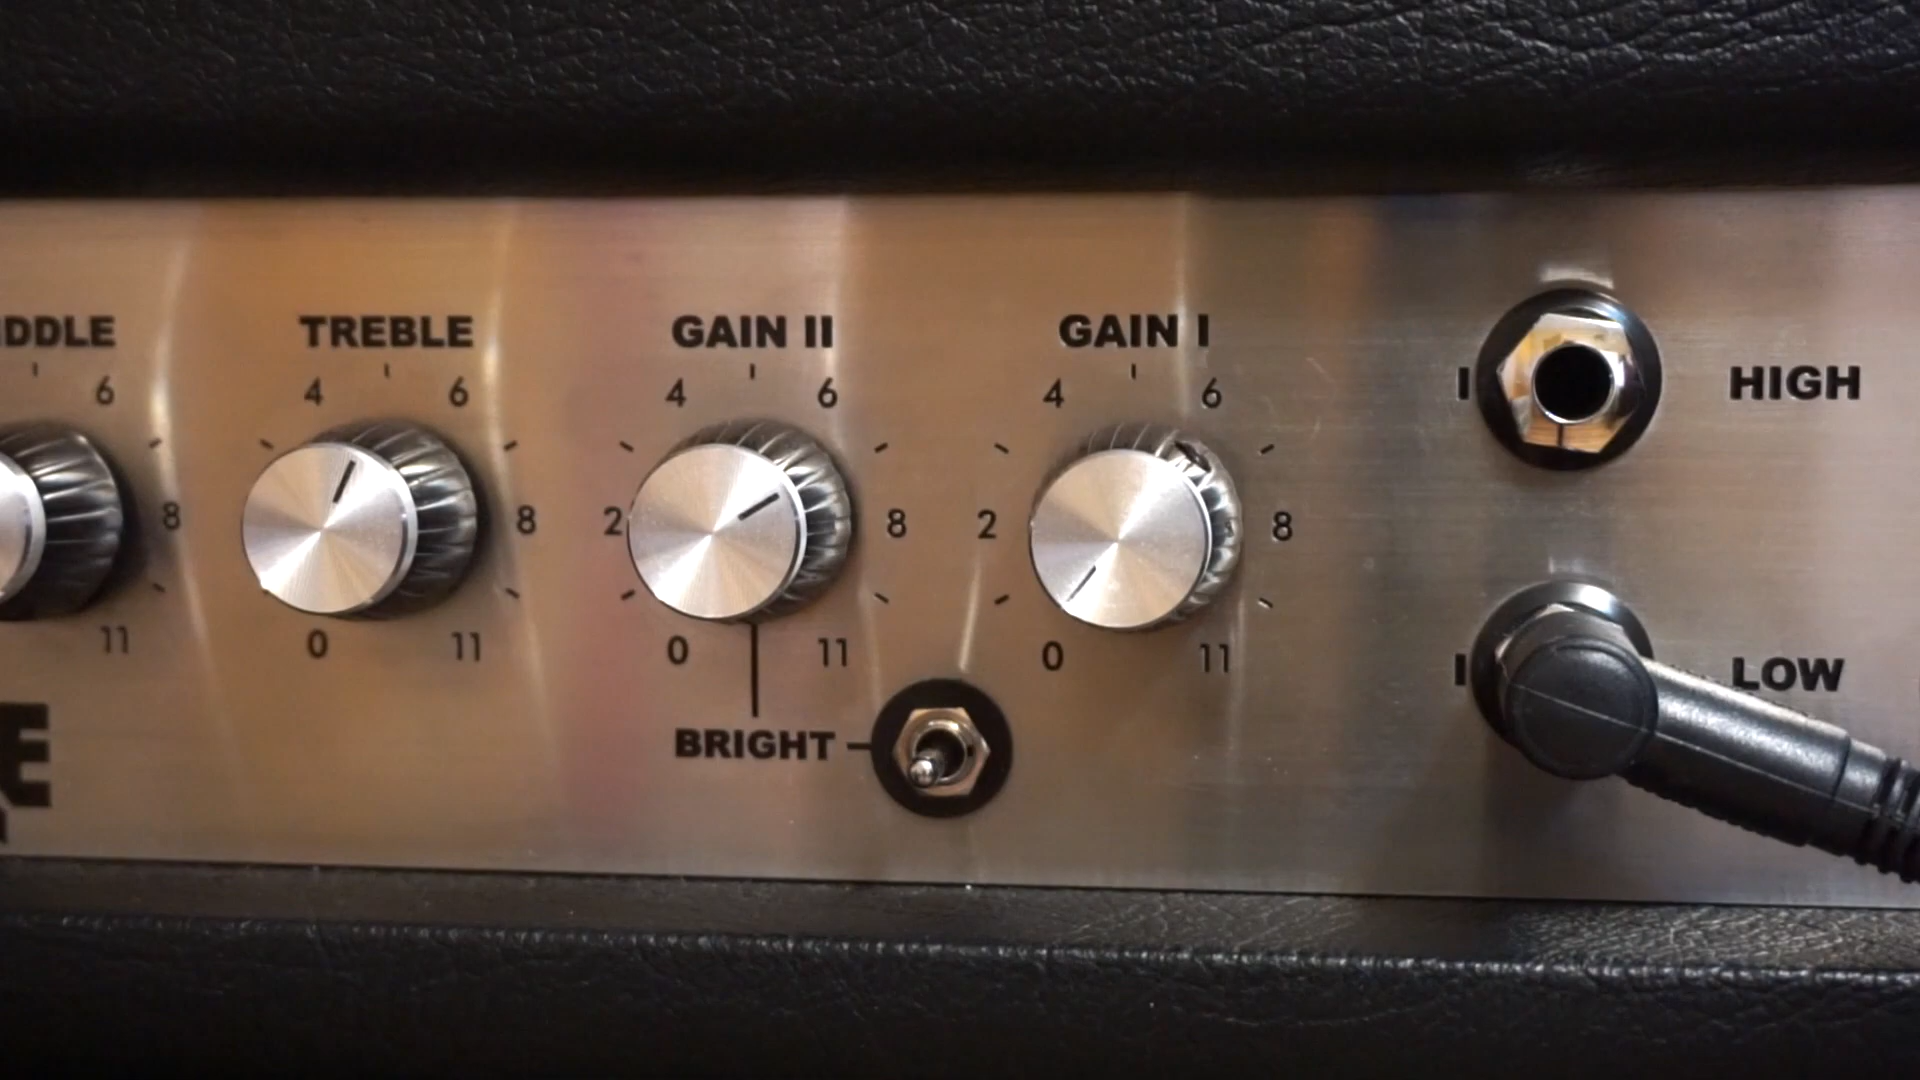 IDDLE
6
8
11
TREBLE
4 6
8
0 11
GAIN II
4 6
2 8
0 11
BRIGHT
GAIN I
4 6
2 8
0 11
I HIGH
I LOW
E